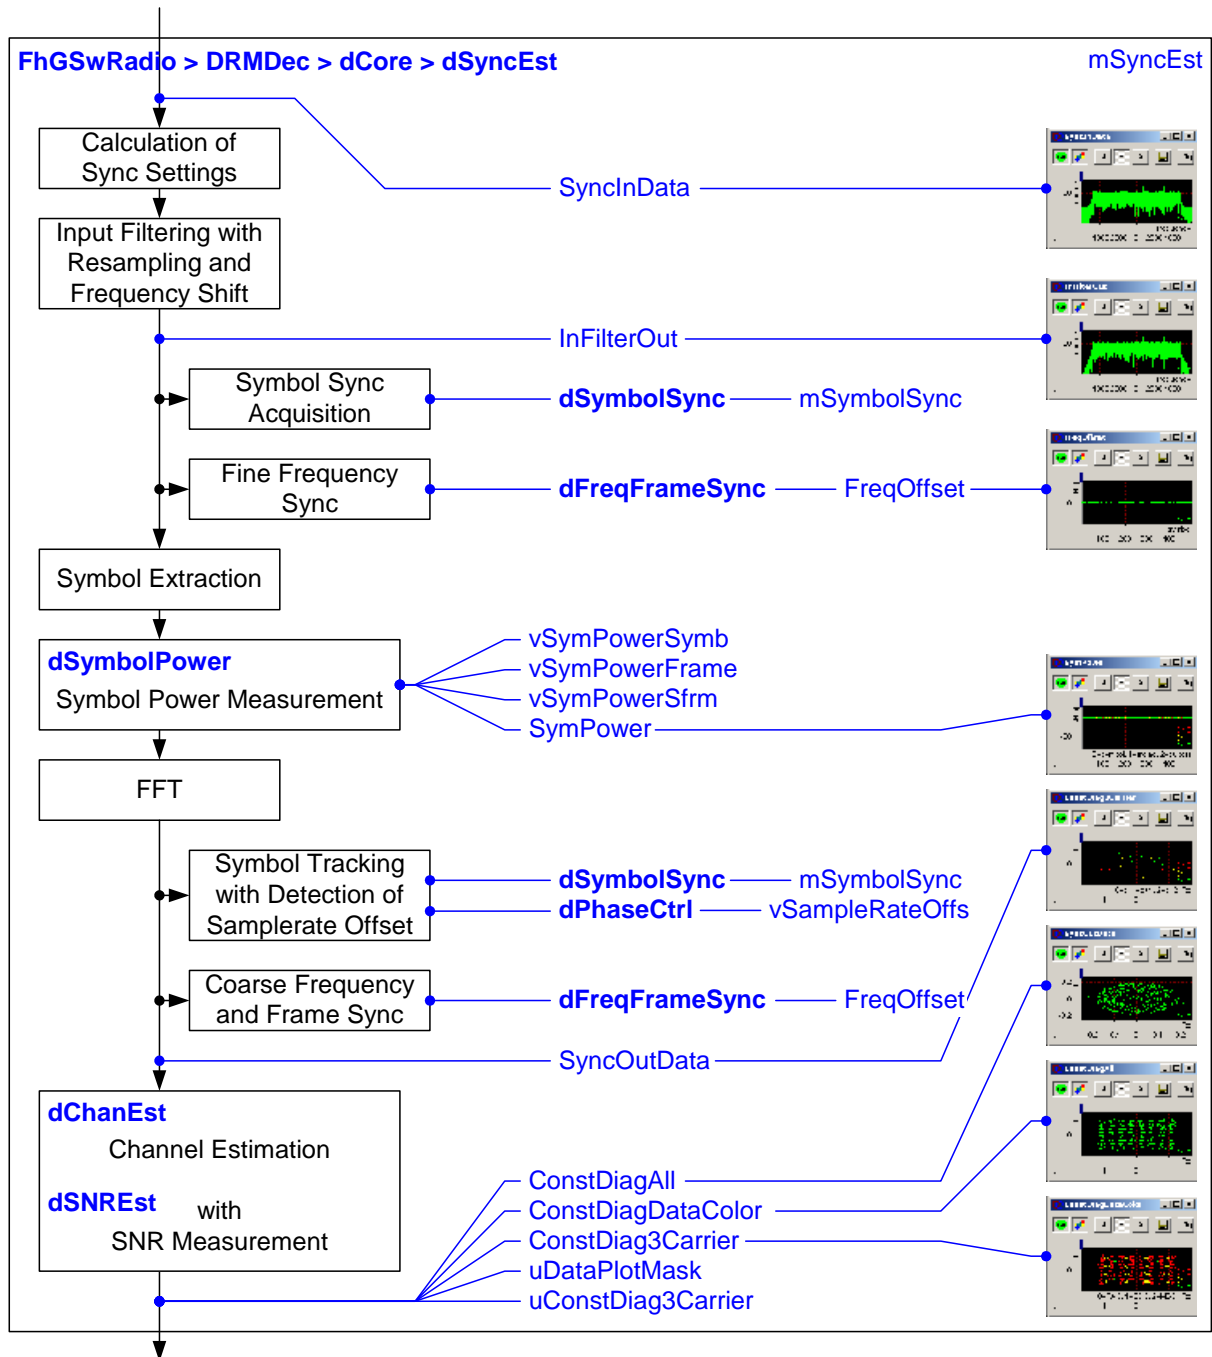 FhGSwRadio > DRMDec > dCore > dSyncEst
mSyncEst
Calculation of
Sync Settings
SyncInData
Input Filtering with
Resampling and
Frequency Shift
InFilterOut
Symbol Sync
Acquisition
dSymbolSync
mSymbolSync
Fine Frequency
Sync
dFreqFrameSync
FreqOffset
Symbol Extraction
dSymbolPower
Symbol Power Measurement
vSymPowerSymb
vSymPowerFrame
vSymPowerSfrm
SymPower
FFT
Symbol Tracking
with Detection of
Samplerate Offset
dSymbolSync
mSymbolSync
dPhaseCtrl
vSampleRateOffs
Coarse Frequency
and Frame Sync
dFreqFrameSync
FreqOffset
SyncOutData
dChanEst
Channel Estimation
dSNREst
with
SNR Measurement
ConstDiagAll
ConstDiagDataColor
ConstDiag3Carrier
uDataPlotMask
uConstDiag3Carrier